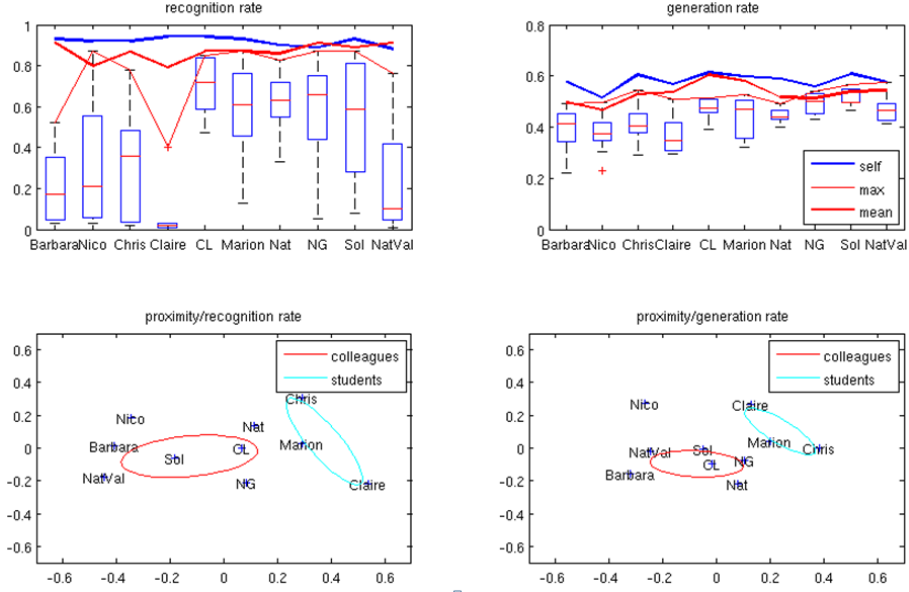 recognition rate
1
0.8
0.6
0.4
0.2
0
Barbara Nico Chris Claire CL Marion Nat NG Sol NatVal
generation rate
0.8
0.6
0.4
0.2
0
self
max
mean
Barbara Nico Chris Claire CL Marion Nat NG Sol NatVal
proximity/recognition rate
0.6
0.4
0.2
0
-0.2
-0.4
-0.6
colleagues
students
Chris
Nico
Nat
Marion
Barbara
CL
Sol
NatVal
NG
Claire
-0.6 -0.4 -0.2 0 0.2 0.4 0.6
proximity/generation rate
0.6
0.4
0.2
0
-0.2
-0.4
-0.6
colleagues
students
Nico
Claire
Marion
Chris
NatVal
Sol
NG
CL
Barbara
Nat
-0.6 -0.4 -0.2 0 0.2 0.4 0.6